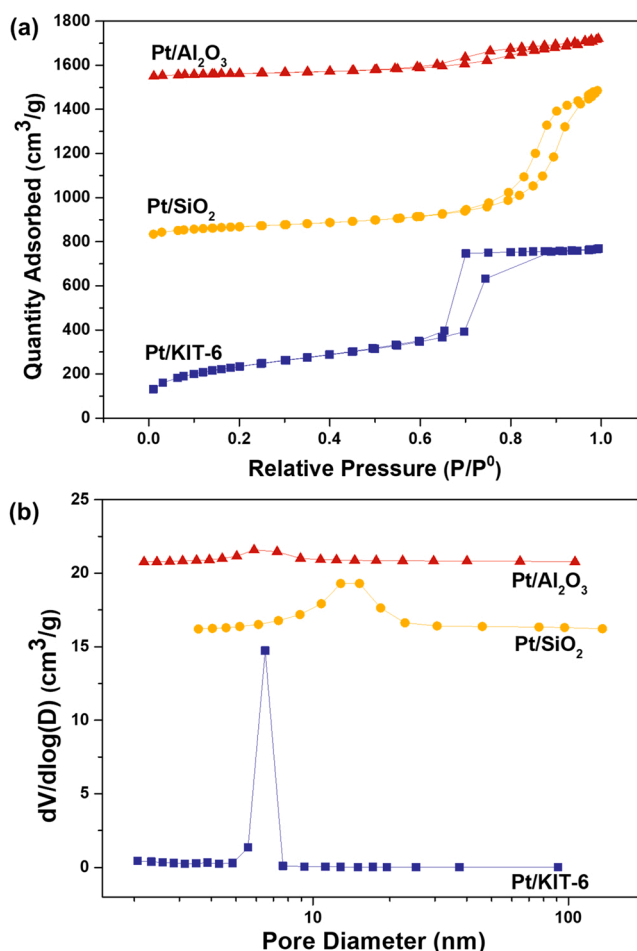 (a)
1800
1600
1400
1200
1000
800
600
400
200
0
Quantity Adsorbed (cm³/g)
Pt/Al₂O₃
Pt/SiO₂
Pt/KIT-6
0.0 0.2 0.4 0.6 0.8 1.0
Relative Pressure (P/P⁰)
(b)
25
20
15
10
5
0
dV/dlog(D) (cm³/g)
Pt/Al₂O₃
Pt/SiO₂
Pt/KIT-6
10 100
Pore Diameter (nm)